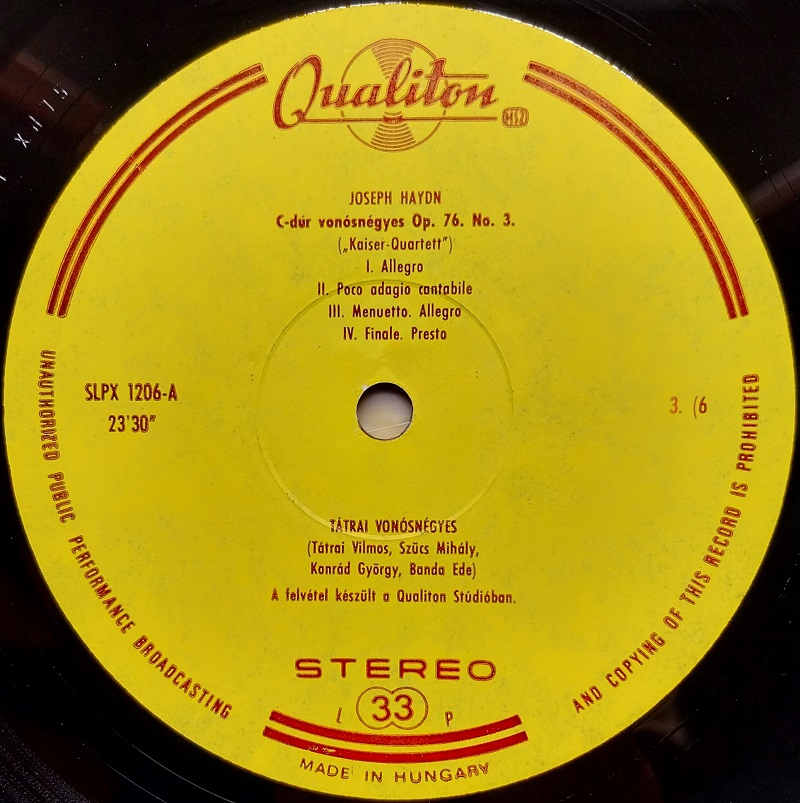 Qualiton
MSZ
JOSEPH HAYDN
C-dúr vonósnégyes Op. 76. No. 3.
(„Kaiser-Quartett")
I. Allegro
II. Poco adagio cantabile
III. Menuetto. Allegro
IV. Finale. Presto
SLPX 1206-A
23'30"
3. (6
TÁTRAI VONÓSNÉGYES
(Tátrai Vilmos, Szücs Mihály,
Konrád György, Banda Ede)
A felvétel készült a Qualiton Stúdióban.
STEREO
L 33 P
MADE IN HUNGARY
UNAUTHORIZED PUBLIC PERFORMANCE BROADCASTING
AND COPYING OF THIS RECORD IS PROHIBITED